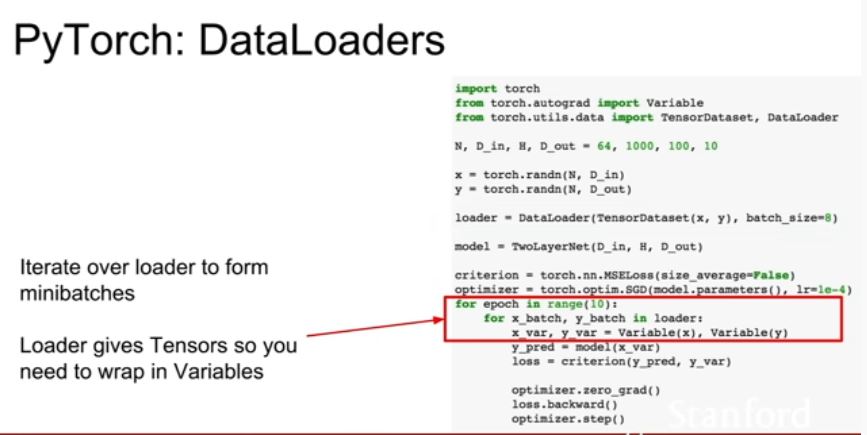 PyTorch: DataLoaders
import torch
from torch.autograd import Variable
from torch.utils.data import TensorDataset, DataLoader
N, D_in, H, D_out = 64, 1000, 100, 10
x = torch.randn(N, D_in)
y = torch.randn(N, D_out)
loader = DataLoader(TensorDataset(x, y), batch_size=8)
model = TwoLayerNet(D_in, H, D_out)
criterion = torch.nn.MSELoss(size_average=False)
optimizer = torch.optim.SGD(model.parameters(), lr=1e-4)
for epoch in range(10):
    for x_batch, y_batch in loader:
        x_var, y_var = Variable(x), Variable(y)
        y_pred = model(x_var)
        loss = criterion(y_pred, y_var)
        optimizer.zero_grad()
        loss.backward()
        optimizer.step()
Iterate over loader to form
minibatches
Loader gives Tensors so you
need to wrap in Variables
Stanford